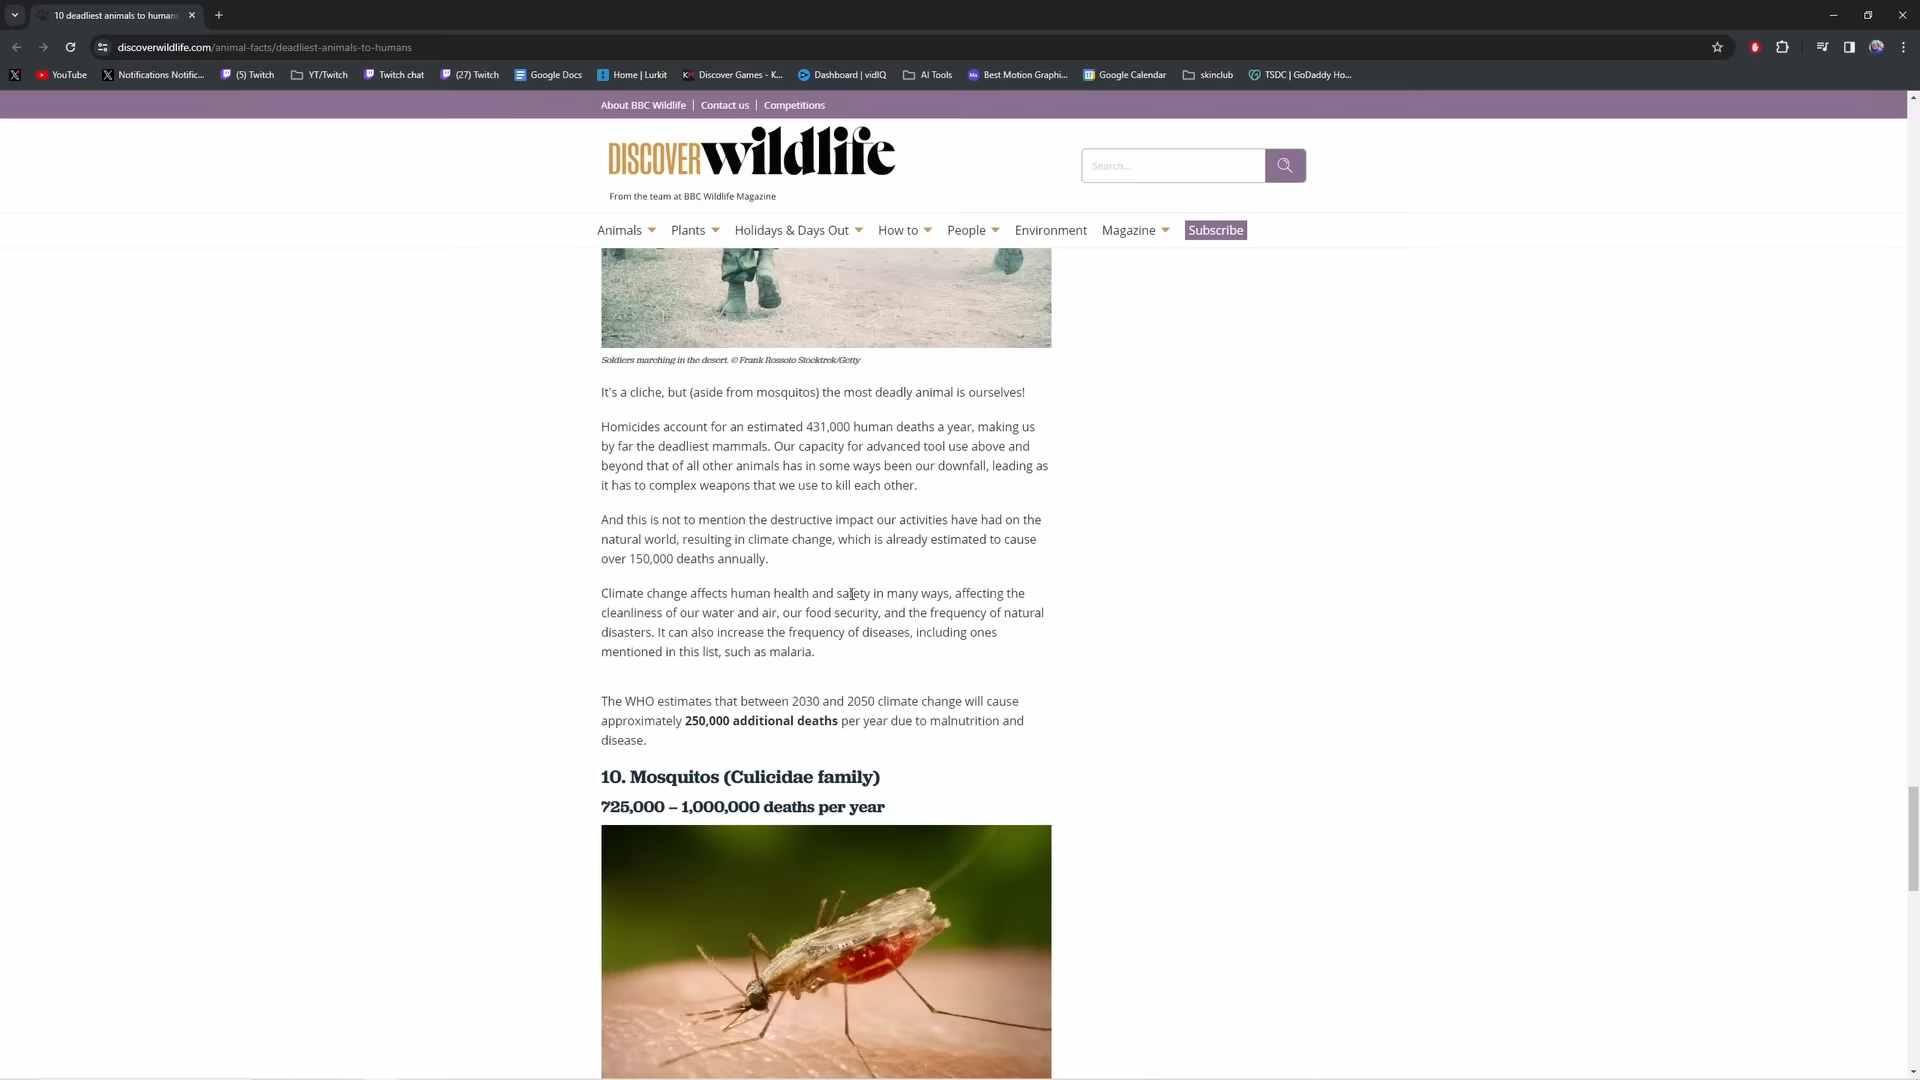 10 deadliest animals to humans
discoverwildlife.com/animal-facts/deadliest-animals-to-humans
YouTube
Notifications Notific...
(5) Twitch
YT/Twitch
Twitch chat
(27) Twitch
Google Docs
Home | Lurkit
Discover Games - K...
Dashboard | vidIQ
AI Tools
Best Motion Graphi...
Google Calendar
skinclub
TSDC | GoDaddy Ho...
About BBC Wildlife | Contact us | Competitions
DISCOVERwildlife
From the team at BBC Wildlife Magazine
Search...
Animals Plants Holidays & Days Out How to People Environment Magazine Subscribe
Soldiers marching in the desert. © Frank Rossoto Stocktrek/Getty
It's a cliche, but (aside from mosquitos) the most deadly animal is ourselves!
Homicides account for an estimated 431,000 human deaths a year, making us
by far the deadliest mammals. Our capacity for advanced tool use above and
beyond that of all other animals has in some ways been our downfall, leading as
it has to complex weapons that we use to kill each other.
And this is not to mention the destructive impact our activities have had on the
natural world, resulting in climate change, which is already estimated to cause
over 150,000 deaths annually.
Climate change affects human health and safety in many ways, affecting the
cleanliness of our water and air, our food security, and the frequency of natural
disasters. It can also increase the frequency of diseases, including ones
mentioned in this list, such as malaria.
The WHO estimates that between 2030 and 2050 climate change will cause
approximately 250,000 additional deaths per year due to malnutrition and
disease.
10. Mosquitos (Culicidae family)
725,000 – 1,000,000 deaths per year